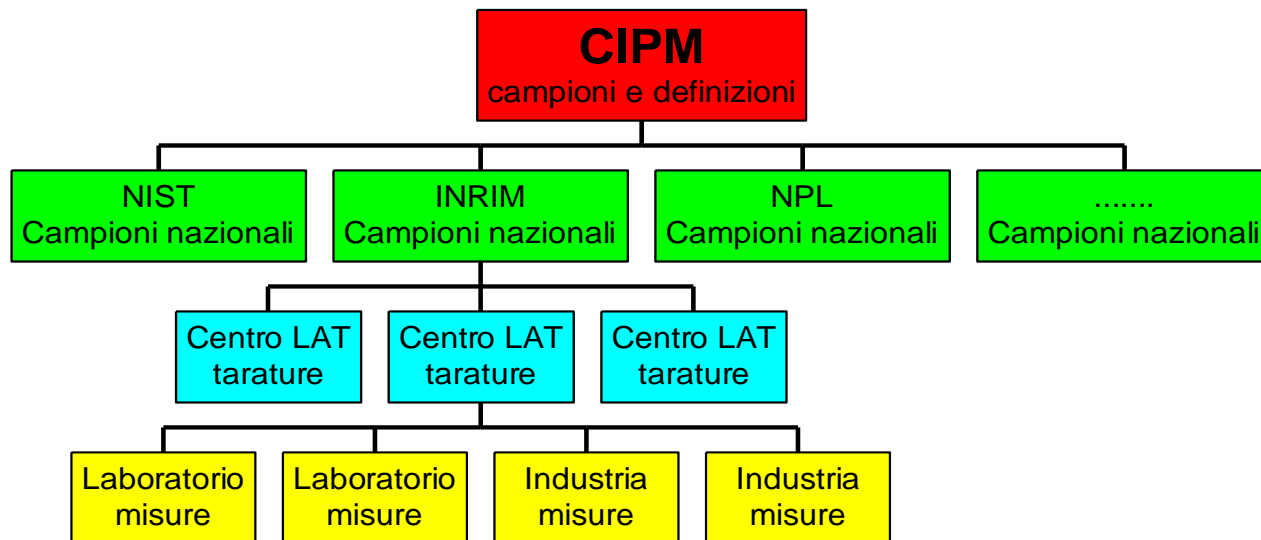 CIPM
campioni e definizioni
NIST
Campioni nazionali
INRIM
Campioni nazionali
NPL
Campioni nazionali
.......
Campioni nazionali
Centro LAT
tarature
Centro LAT
tarature
Centro LAT
tarature
Laboratorio
misure
Laboratorio
misure
Industria
misure
Industria
misure